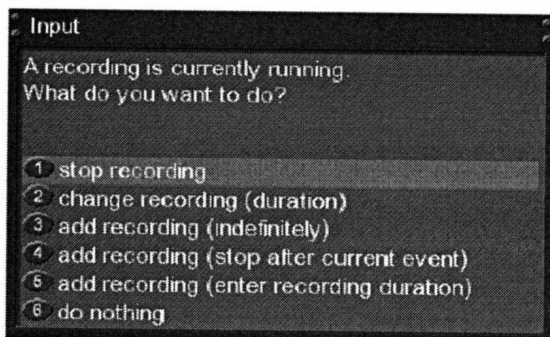 Input
A recording is currently running.
What do you want to do?
1 stop recording
2 change recording (duration)
3 add recording (indefinitely)
4 add recording (stop after current event)
5 add recording (enter recording duration)
6 do nothing